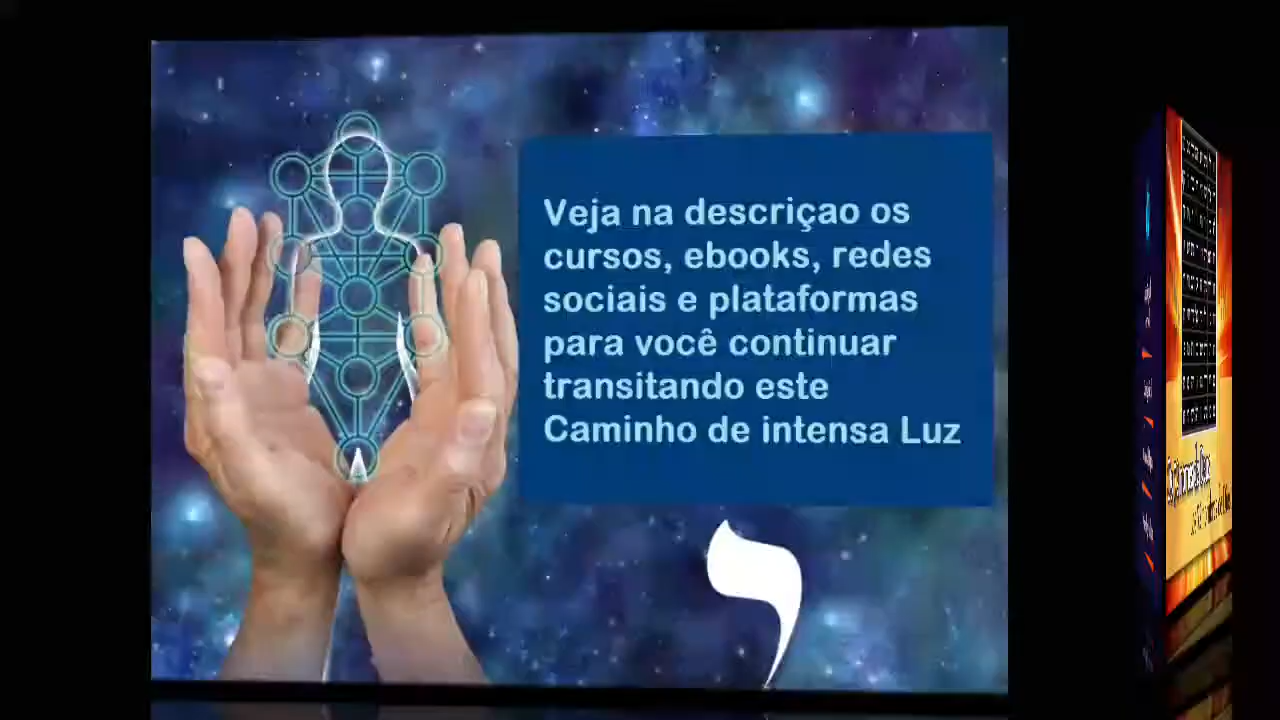 Veja na descriçao os
cursos, ebooks, redes
sociais e plataformas
para você continuar
transitando este
Caminho de intensa Luz
י